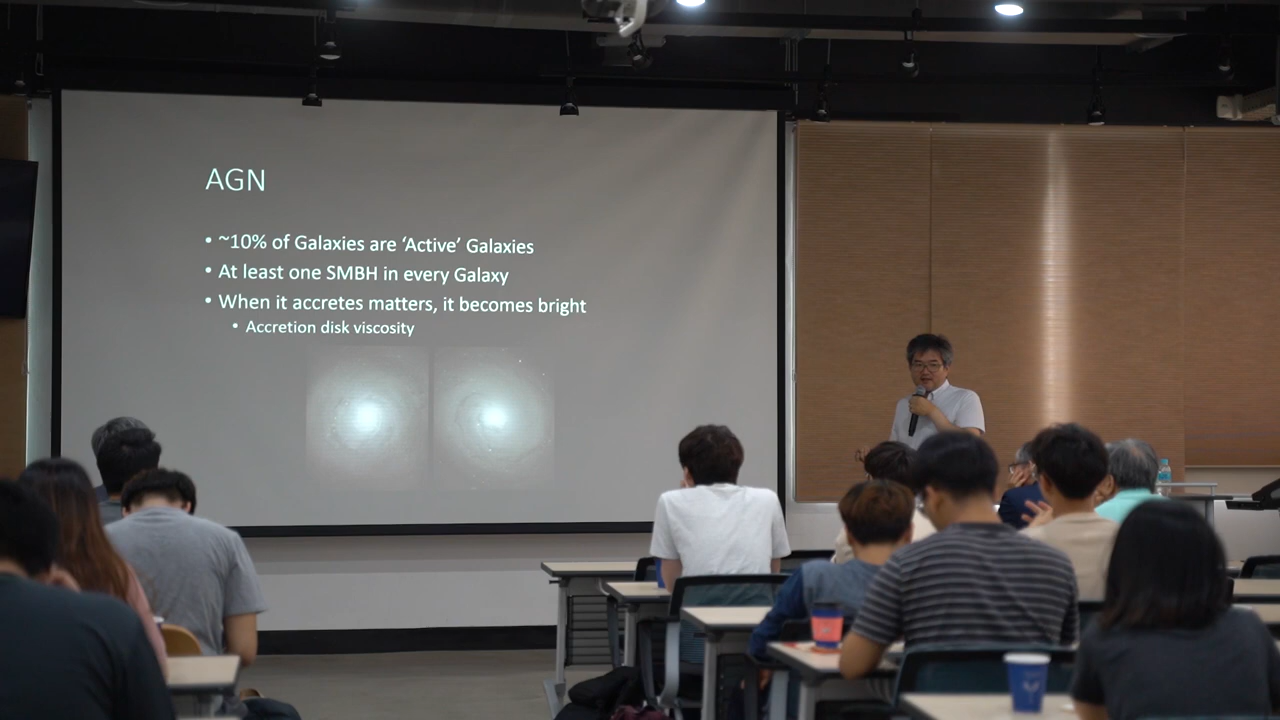 AGN
• ~10% of Galaxies are ‘Active’ Galaxies
• At least one SMBH in every Galaxy
• When it accretes matters, it becomes bright
• Accretion disk viscosity